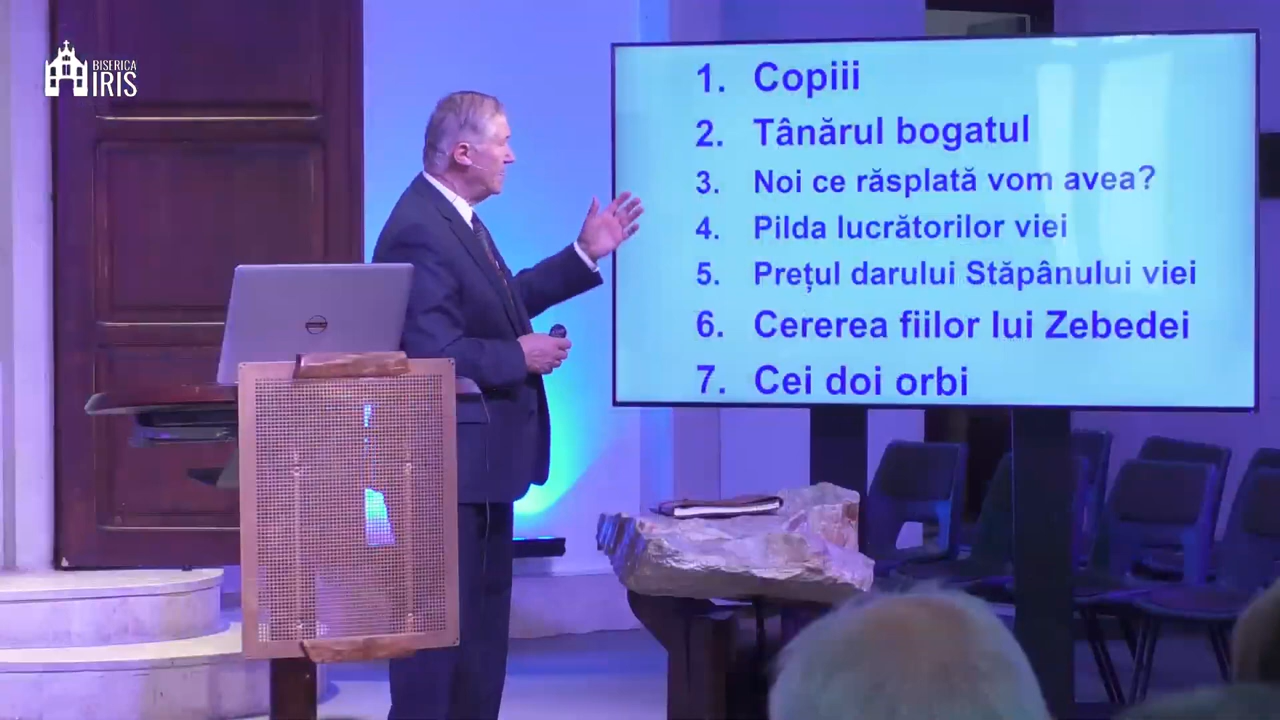 BISERICA
IRIS
1. Copiii
2. Tânărul bogatul
3. Noi ce răsplată vom avea?
4. Pilda lucrătorilor viei
5. Prețul darului Stăpânului viei
6. Cererea fiilor lui Zebedei
7. Cei doi orbi